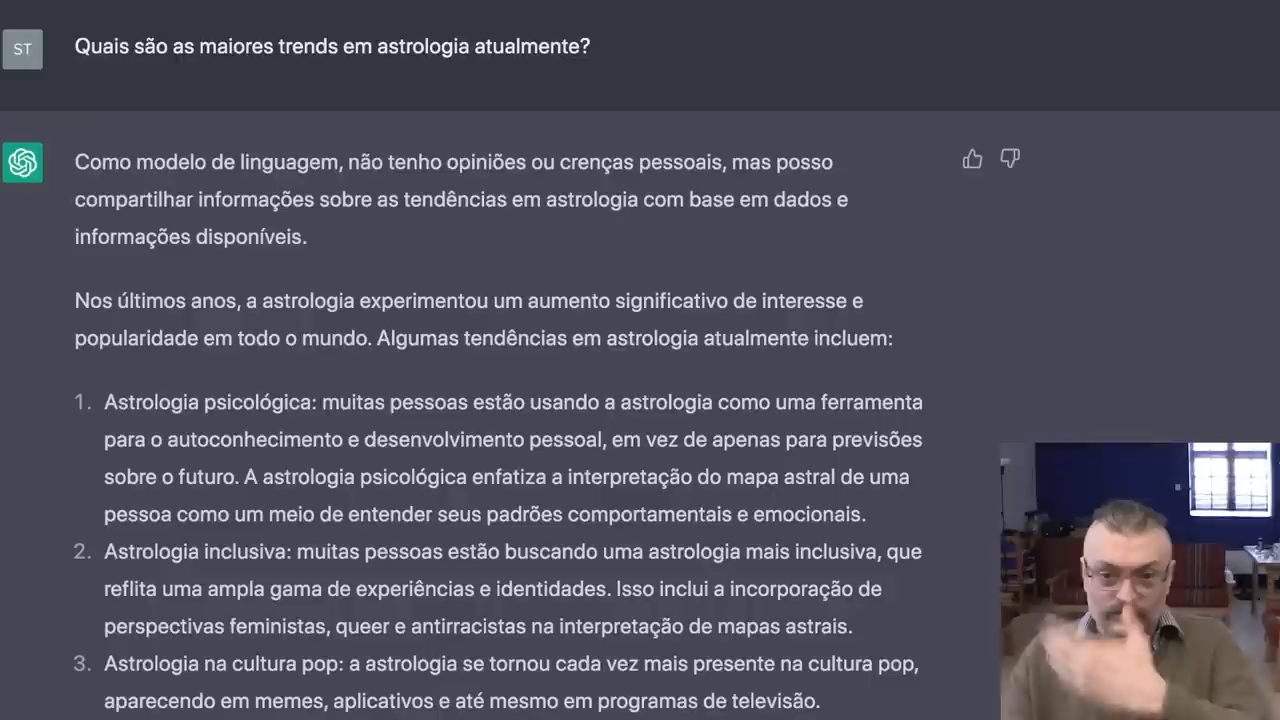 ST
Quais são as maiores trends em astrologia atualmente?
Como modelo de linguagem, não tenho opiniões ou crenças pessoais, mas posso
compartilhar informações sobre as tendências em astrologia com base em dados e
informações disponíveis.
Nos últimos anos, a astrologia experimentou um aumento significativo de interesse e
popularidade em todo o mundo. Algumas tendências em astrologia atualmente incluem:
1. Astrologia psicológica: muitas pessoas estão usando a astrologia como uma ferramenta
para o autoconhecimento e desenvolvimento pessoal, em vez de apenas para previsões
sobre o futuro. A astrologia psicológica enfatiza a interpretação do mapa astral de uma
pessoa como um meio de entender seus padrões comportamentais e emocionais.
2. Astrologia inclusiva: muitas pessoas estão buscando uma astrologia mais inclusiva, que
reflita uma ampla gama de experiências e identidades. Isso inclui a incorporação de
perspectivas feministas, queer e antirracistas na interpretação de mapas astrais.
3. Astrologia na cultura pop: a astrologia se tornou cada vez mais presente na cultura pop,
aparecendo em memes, aplicativos e até mesmo em programas de televisão.